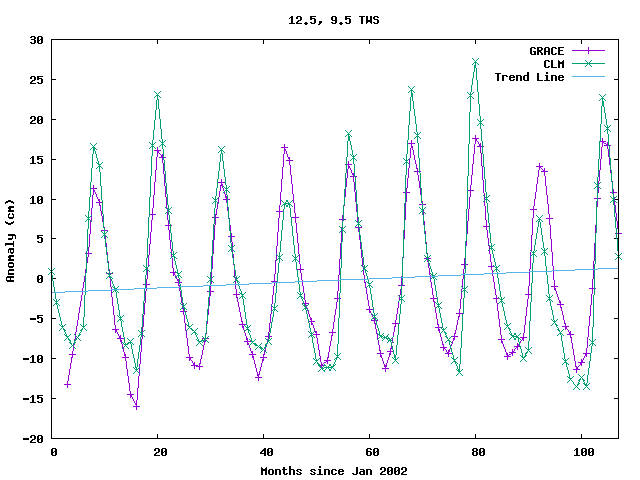 12.5, 9.5 TWS
GRACE
CLM
Trend Line
30
25
20
15
10
5
0
-5
-10
-15
-20
Anomaly (cm)
0 20 40 60 80 100
Months since Jan 2002